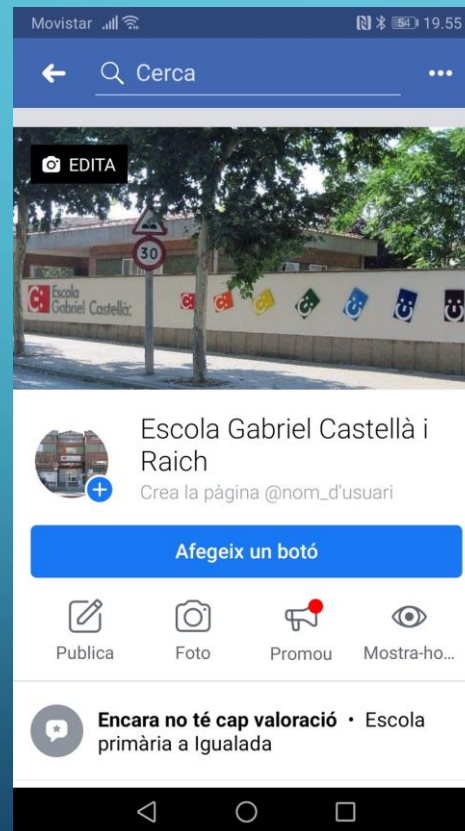 Movistar 54 19.55
Cerca
EDITA
30
Escola
Gabriel Castellà:
Escola Gabriel Castellà i
Raich
Crea la pàgina @nom_d'usuari
Afegeix un botó
Publica Foto Promou Mostra-ho...
Encara no té cap valoració • Escola
primària a Igualada